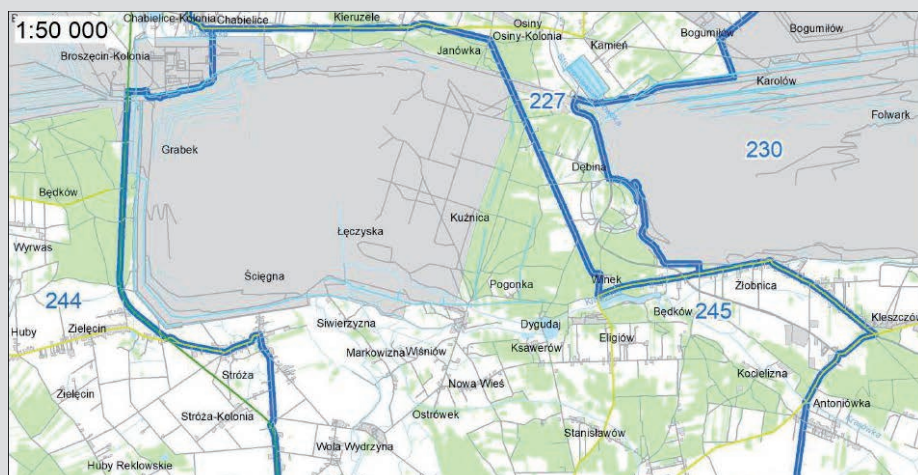 Chabielice-Kolonia
Chabielice
Kieruzele
Osiny
Osiny-Kolonia
Bogumiłów
Bogumiłów
1:50 000
Janówka
Kamień
Broszęcin-Kolonia
Karolów
227
Folwark
Grabek
230
Dębina
Będków
Kuźnica
Wyrwas
Łęczyska
Ścięgna
Pogonka
Winek
244
Złobnica
245
Będków
Huby
Zielęcin
Siwierzyzna
Dygudaj
Kleszczów
Eligiów
Markowizna
Wiśniów
Ksawerów
Stróża
Kocielizna
Nowa Wieś
Zielęcin
Antoniówka
Stróża-Kolonia
Ostrówek
Stanisławów
Wola Wydrzyna
Huby Reklowskie